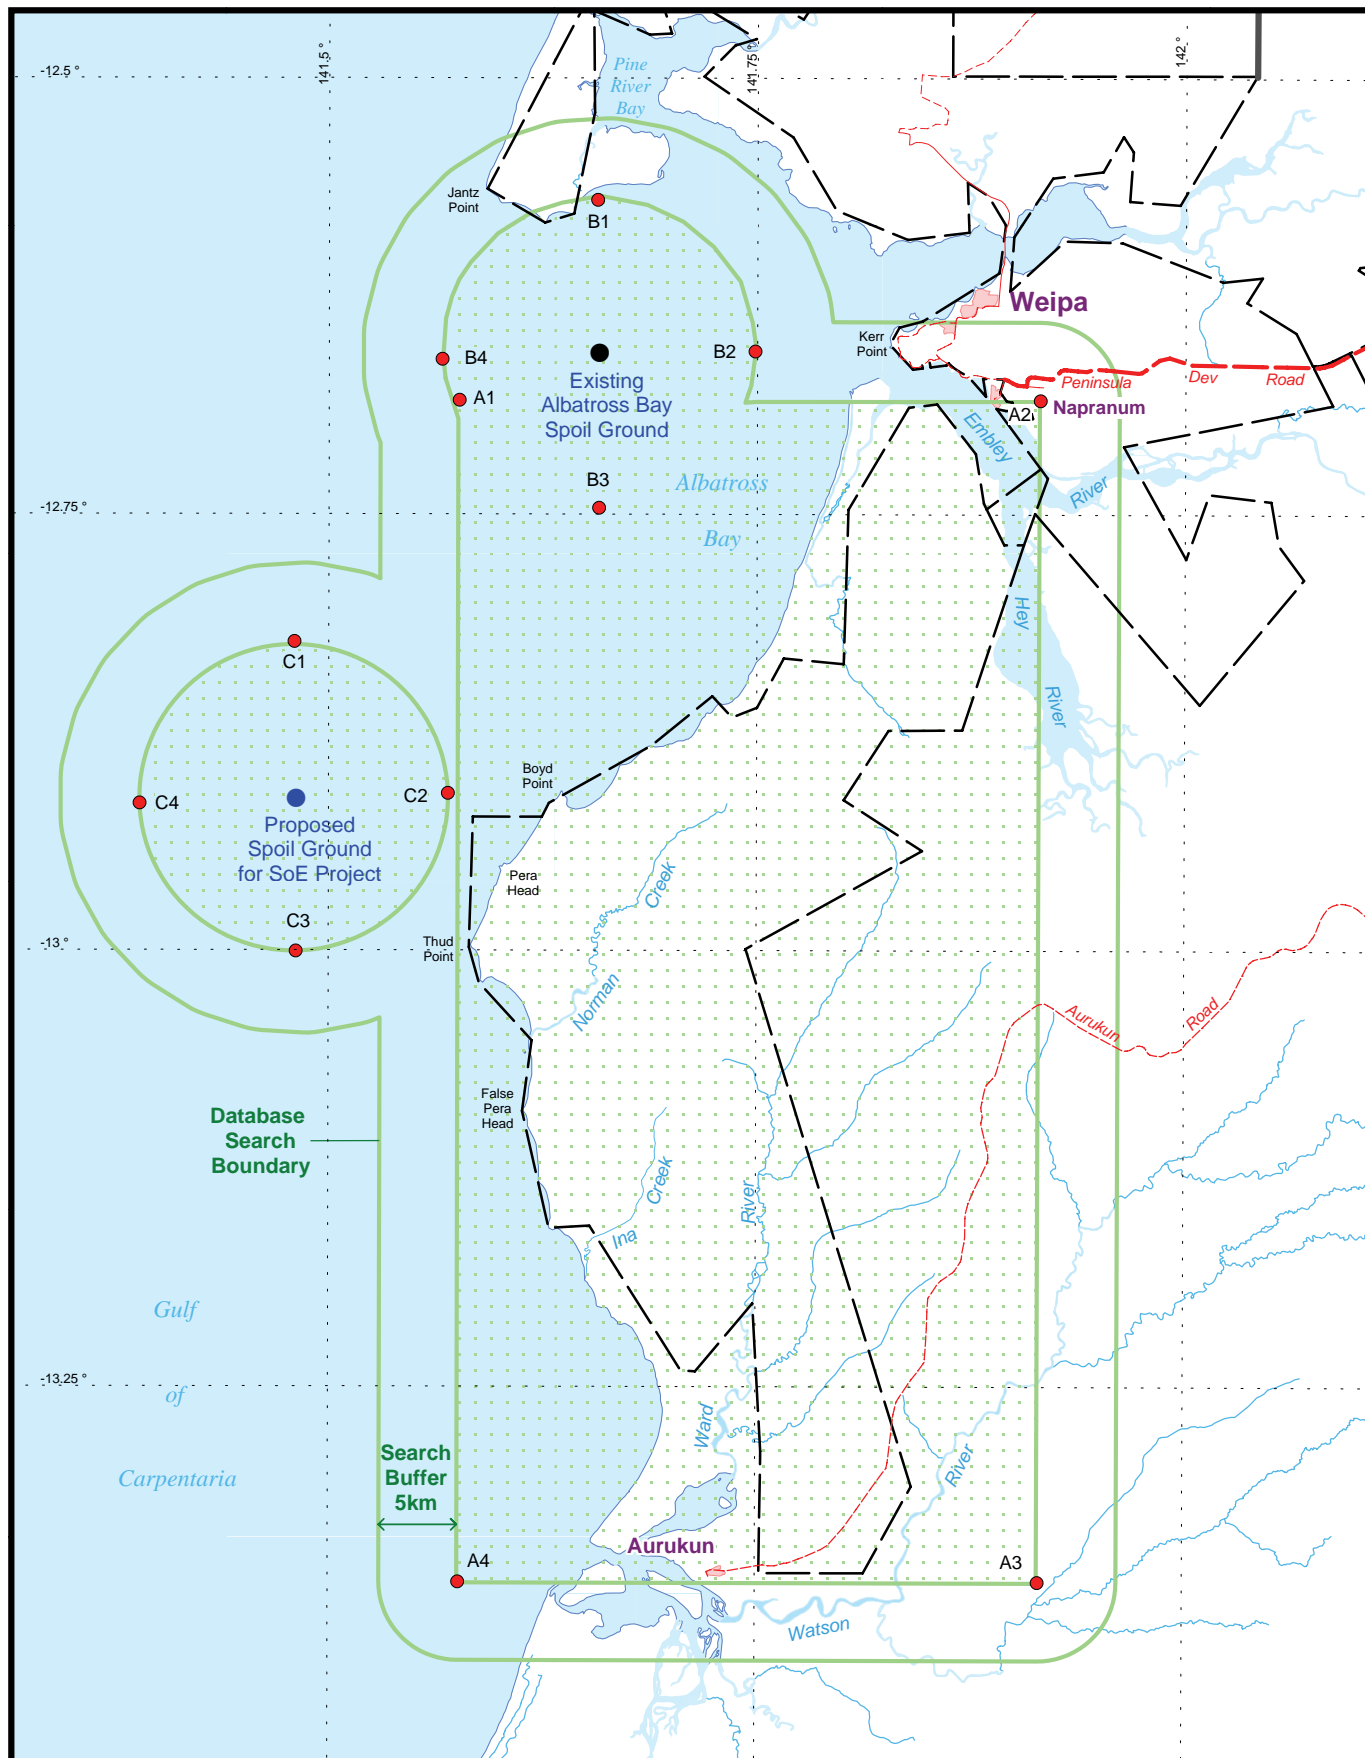 141.5°
141.75°
142°
-12.5°
Pine
River
Bay
Jantz
Point
B1
Weipa
Kerr
Point
B4
B2
A1
Existing
Albatross Bay
Spoil Ground
Peninsula
Dev
Road
A2
Napranum
Embley
River
B3
Albatross
Bay
-12.75°
Hey
River
C1
Boyd
Point
C4
C2
Proposed
Spoil Ground
for SoE Project
Pera
Head
Creek
Norman
C3
-13°
Thud
Point
Aurukun
Road
False
Pera
Head
Database
Search
Boundary
Creek
Ina
River
Gulf
of
Carpentaria
-13.25°
Ward
River
Search
Buffer
5km
Aurukun
A4
A3
Watson